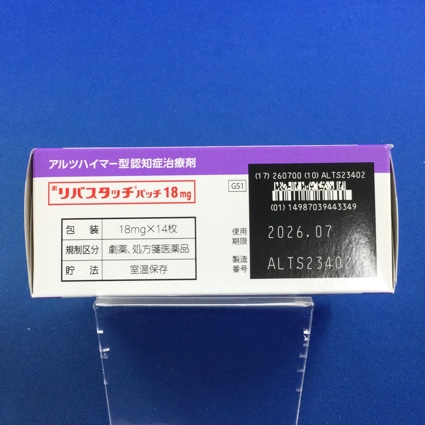 アルツハイマー型認知症治療剤
劇 リバスタッチ®パッチ18mg
GS1
包装 18mg×14枚
規制区分 劇薬、処方箋医薬品
貯法 室温保存
(17) 260700 (10) ALTS23402
(01) 14987039443349
使用期限 2026.07
製造番号 ALTS23402